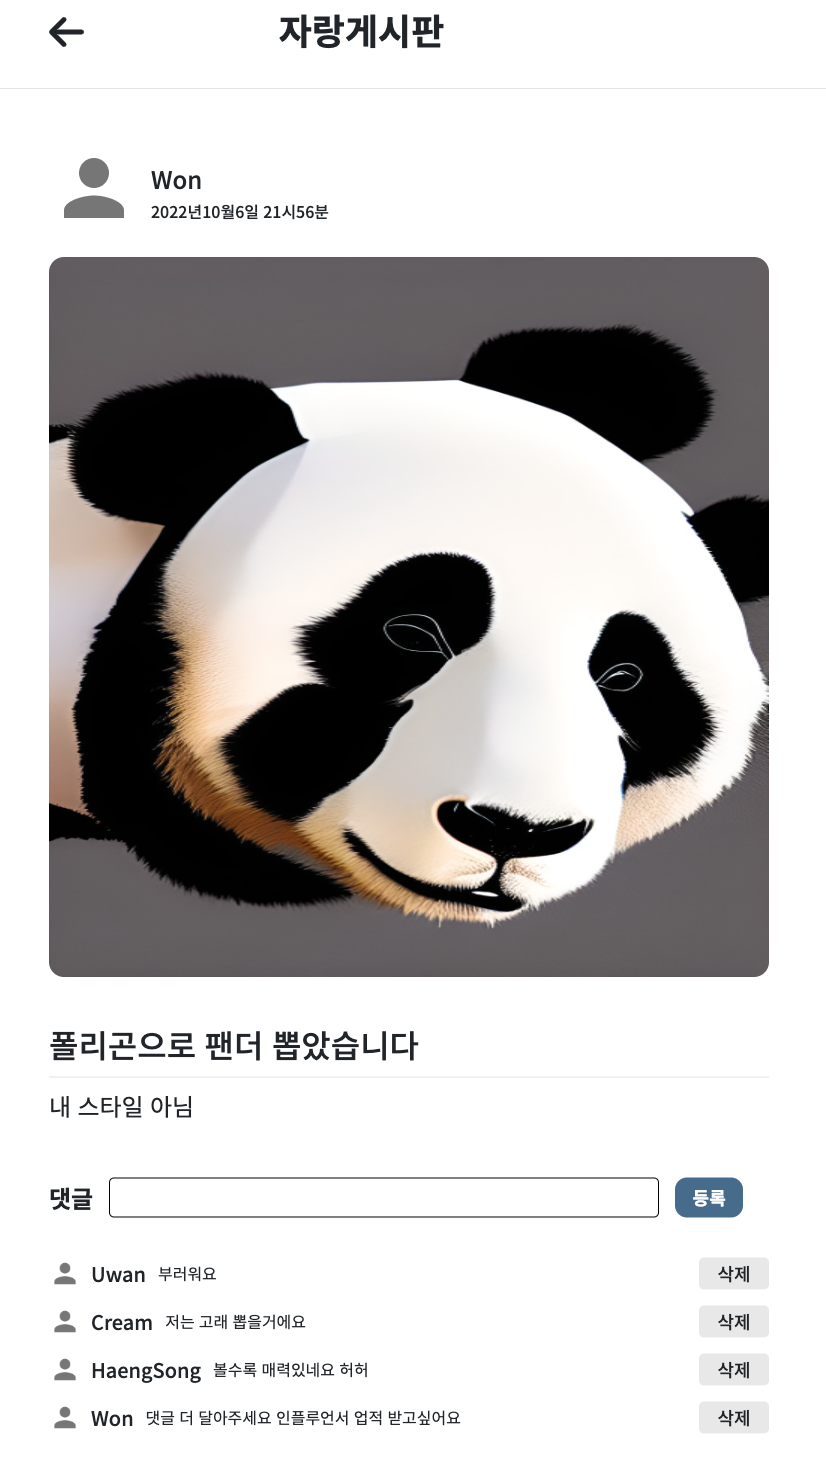 자랑게시판
Won
2022년10월6일 21시56분
폴리곤으로 팬더 뽑았습니다
내 스타일 아님
댓글 등록
Uwan 부러워요 삭제
Cream 저는 고래 뽑을거에요 삭제
HaengSong 볼수록 매력있네요 허허 삭제
Won 댓글 더 달아주세요 인플루언서 업적 받고싶어요 삭제